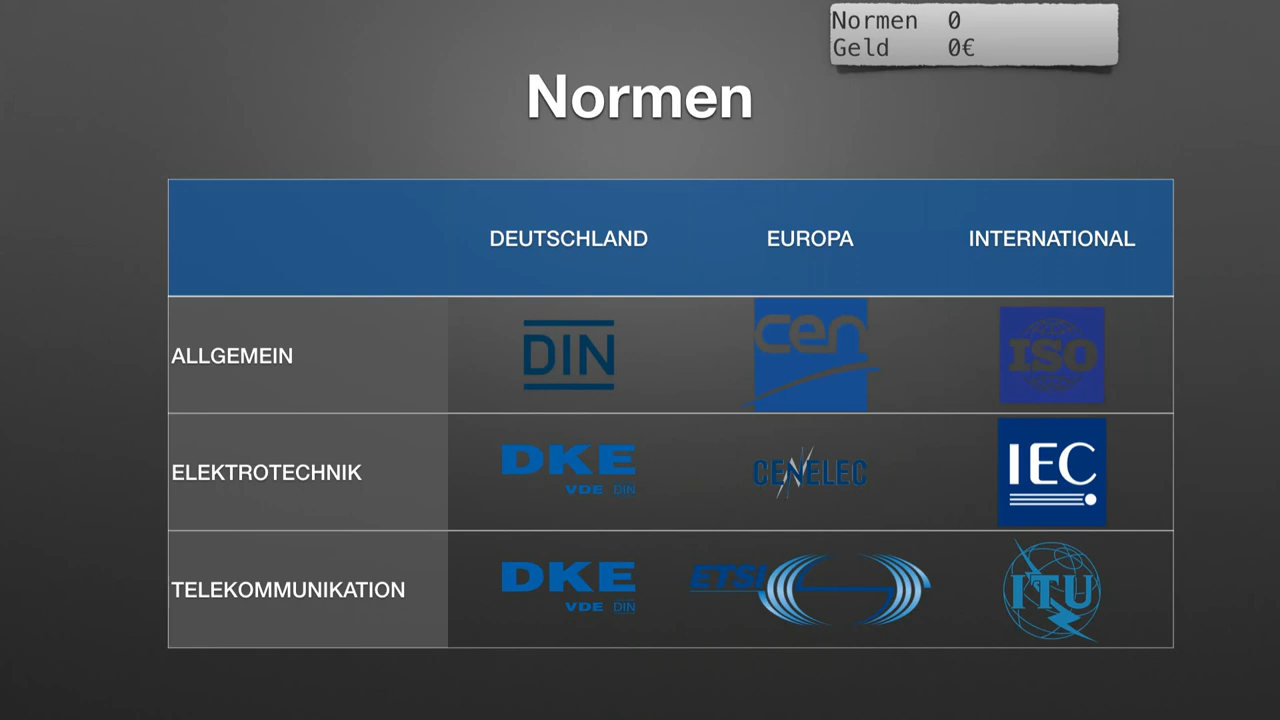 Normen 0
Geld 0€
Normen
DEUTSCHLAND EUROPA INTERNATIONAL
ALLGEMEIN DIN cen ISO
ELEKTROTECHNIK DKE VDE DIN CENELEC IEC
TELEKOMMUNIKATION DKE VDE DIN ETSI ITU